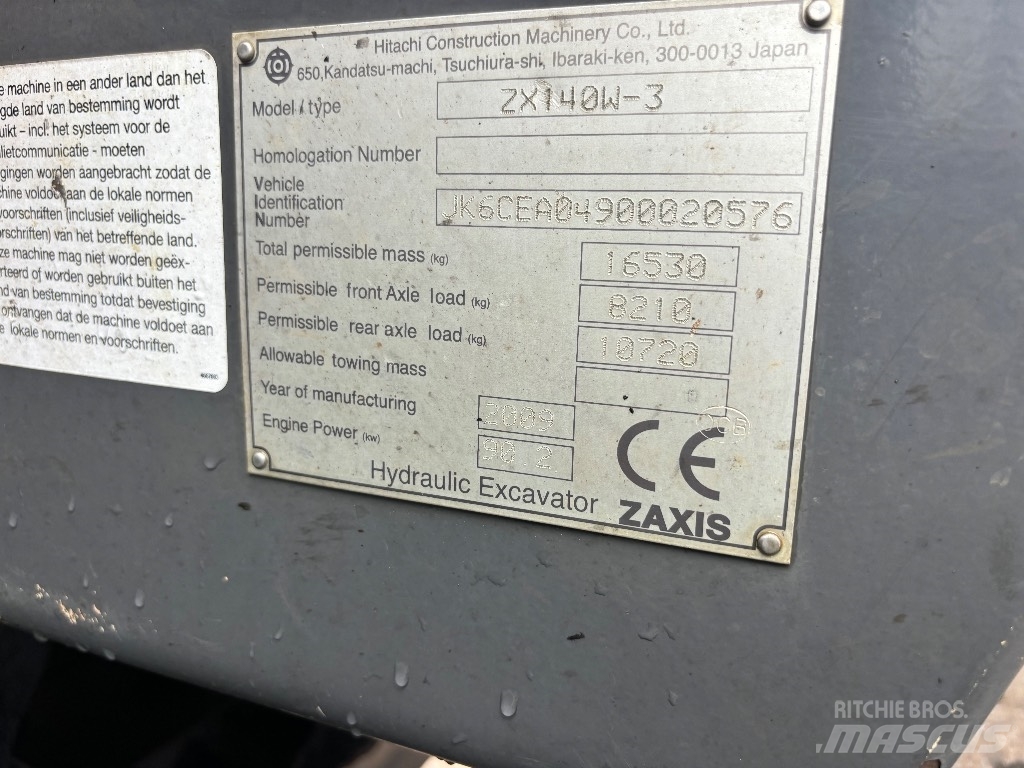 e machine in een ander land dan het
gde land van bestemming wordt
uikt – incl. het systeem voor de
llietcommunicatie - moeten
gingen worden aangebracht zodat de
chine voldoet aan de lokale normen
voorschriften (inclusief veiligheids-
rschriften) van het betreffende land.
ze machine mag niet worden geëx-
rteerd of worden gebruikt buiten het
nd van bestemming totdat bevestiging
ontvangen dat de machine voldoet aan
e lokale normen en voorschriften.
Hitachi Construction Machinery Co., Ltd.
650,Kandatsu-machi, Tsuchiura-shi, Ibaraki-ken, 300-0013 Japan
Model / type ZX140W-3
Homologation Number
Vehicle
Identification
Number JK6CEA04900020576
Total permissible mass (kg) 16530
Permissible front Axle load (kg) 8210
Permissible rear axle load (kg) 10720
Allowable towing mass
Year of manufacturing 2009
Engine Power (kw) 90.2
Hydraulic Excavator
CE
ZAXIS
RITCHIE BROS.
MASCUS